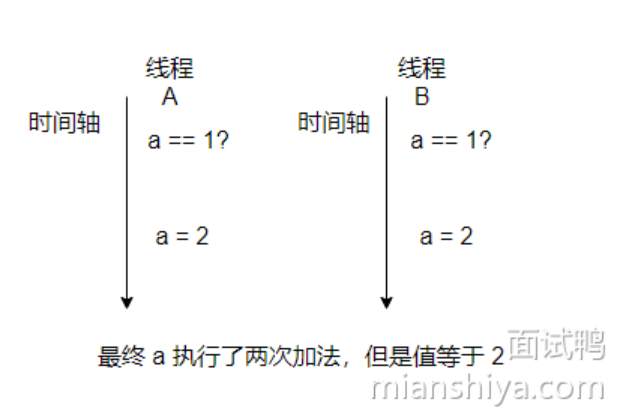 线程
A
时间轴
a == 1?
a = 2
线程
B
时间轴
a == 1?
a = 2
最终 a 执行了两次加法，但是值等于 2
面试鸭
mianshiya.com